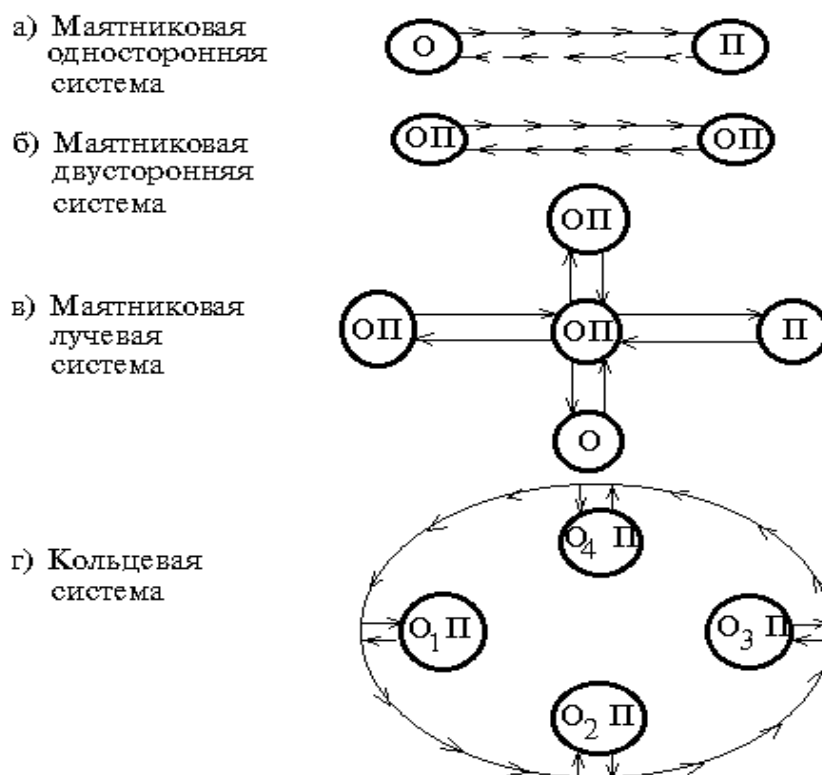 а) Маятниковая
односторонняя
система
О
П
б) Маятниковая
двусторонняя
система
ОП
ОП
ОП
в) Маятниковая
лучевая
система
ОП
ОП
П
О
г) Кольцевая
система
О4 П
О1 П
О3 П
О2 П